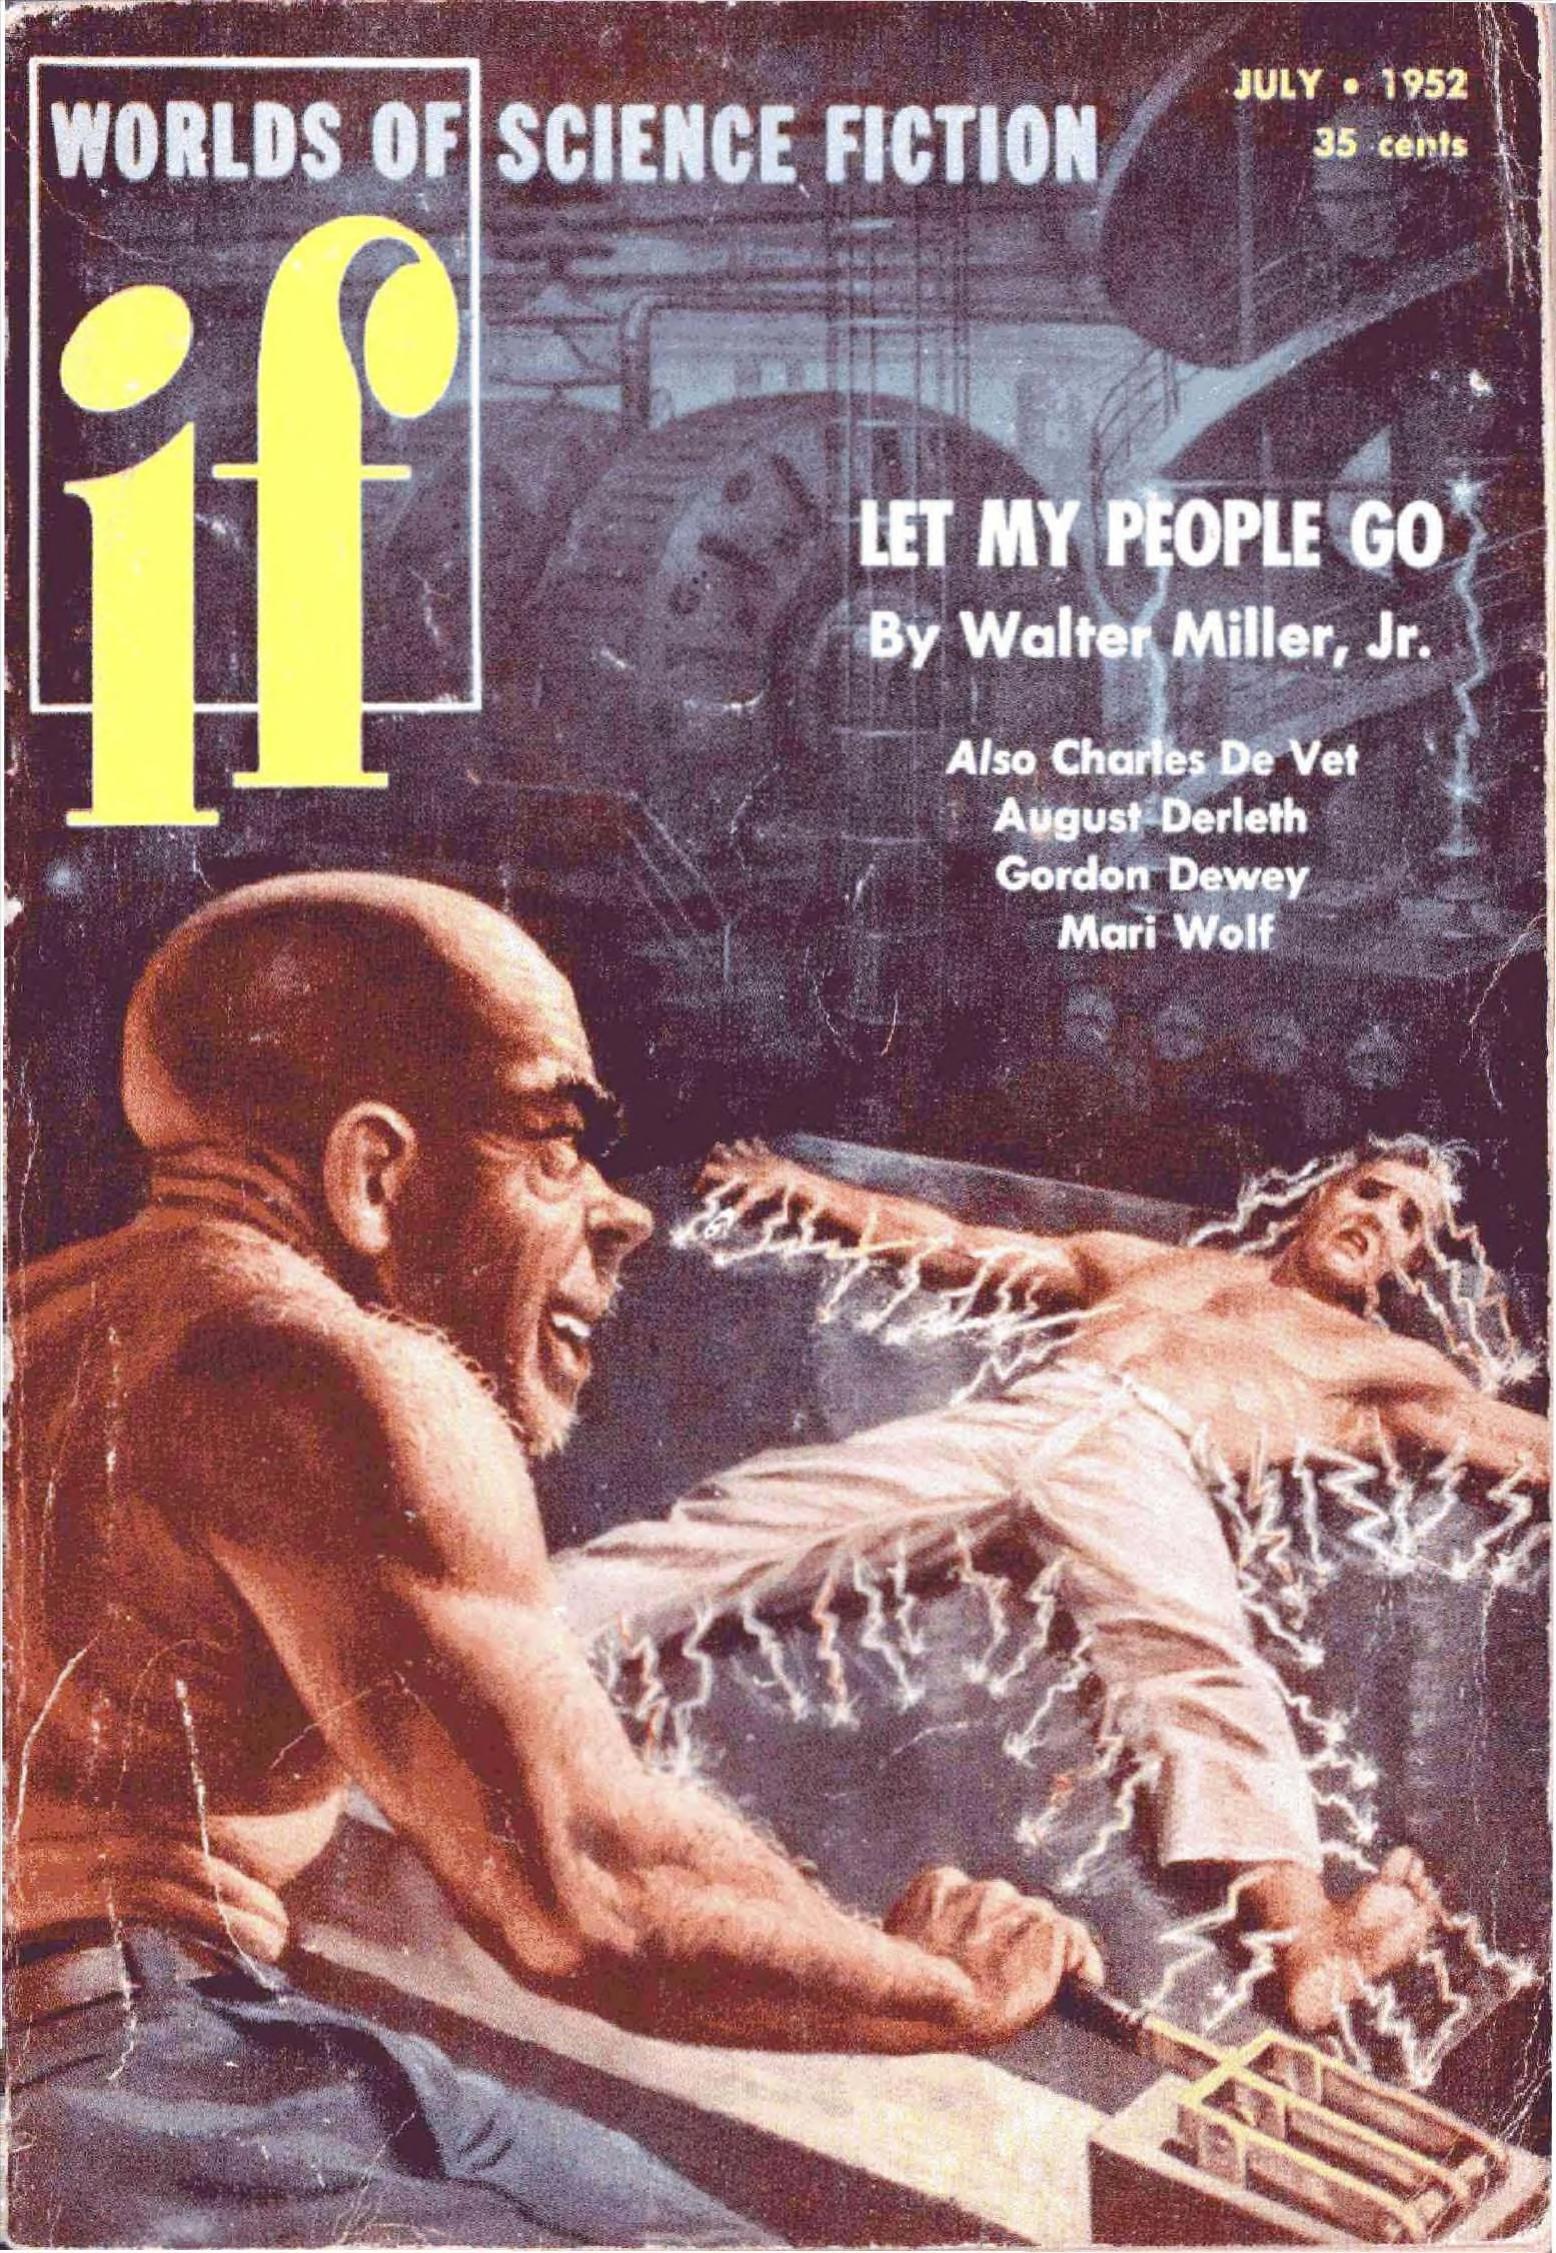 JULY • 1952
35 cents
WORLDS OF SCIENCE FICTION
if
LET MY PEOPLE GO
By Walter Miller, Jr.
Also Charles De Vet
August Derleth
Gordon Dewey
Mari Wolf